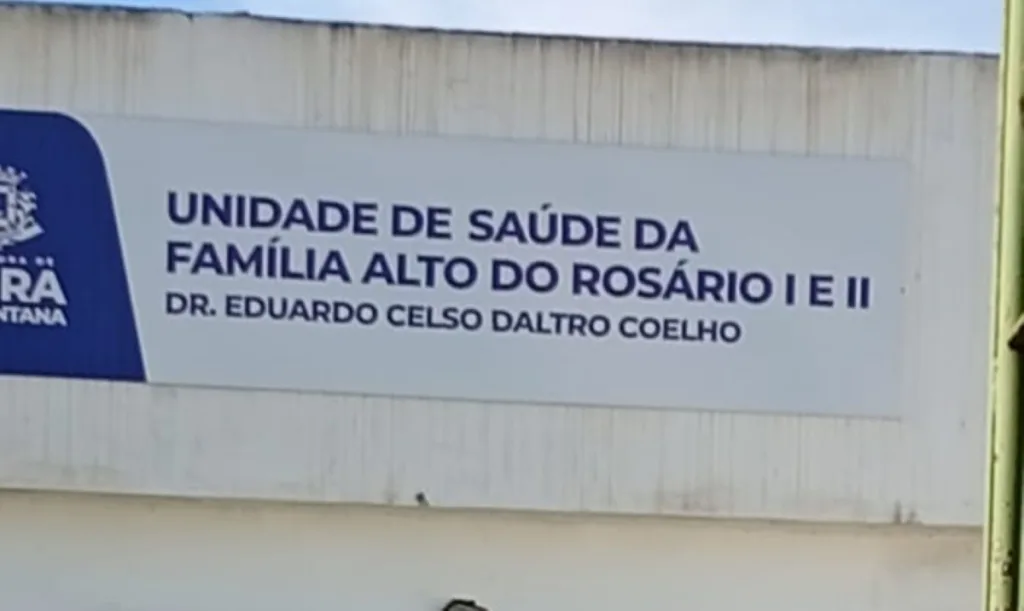 UNIDADE DE SAÚDE DA
FAMÍLIA ALTO DO ROSÁRIO I E II
DR. EDUARDO CELSO DALTRO COELHO